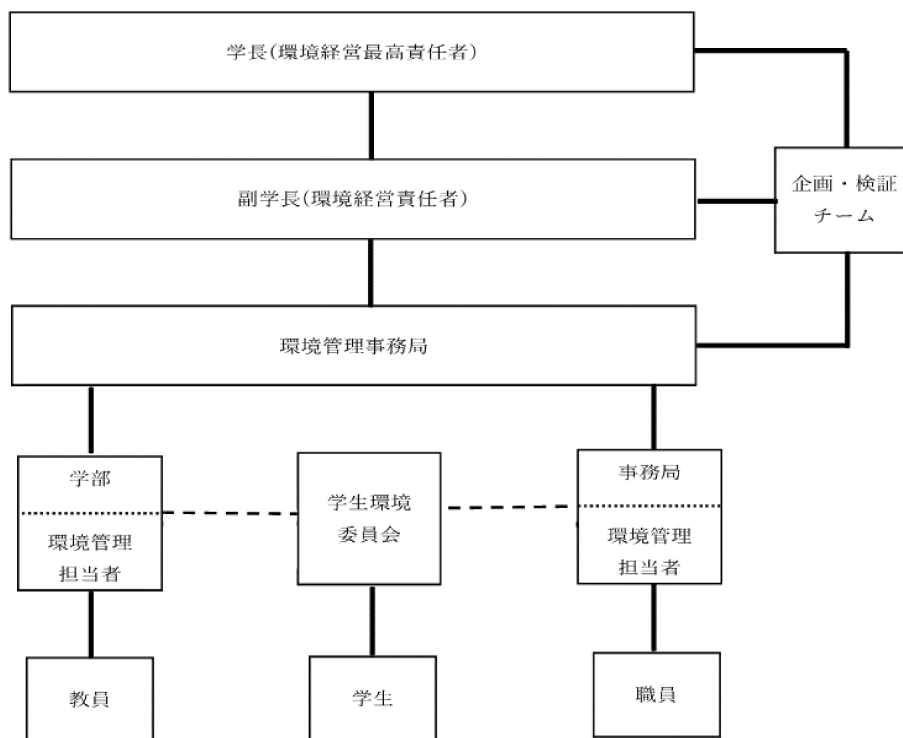 学長(環境経営最高責任者)
副学長(環境経営責任者)
企画・検証
チーム
環境管理事務局
学部
環境管理
担当者
学生環境
委員会
事務局
環境管理
担当者
教員
学生
職員